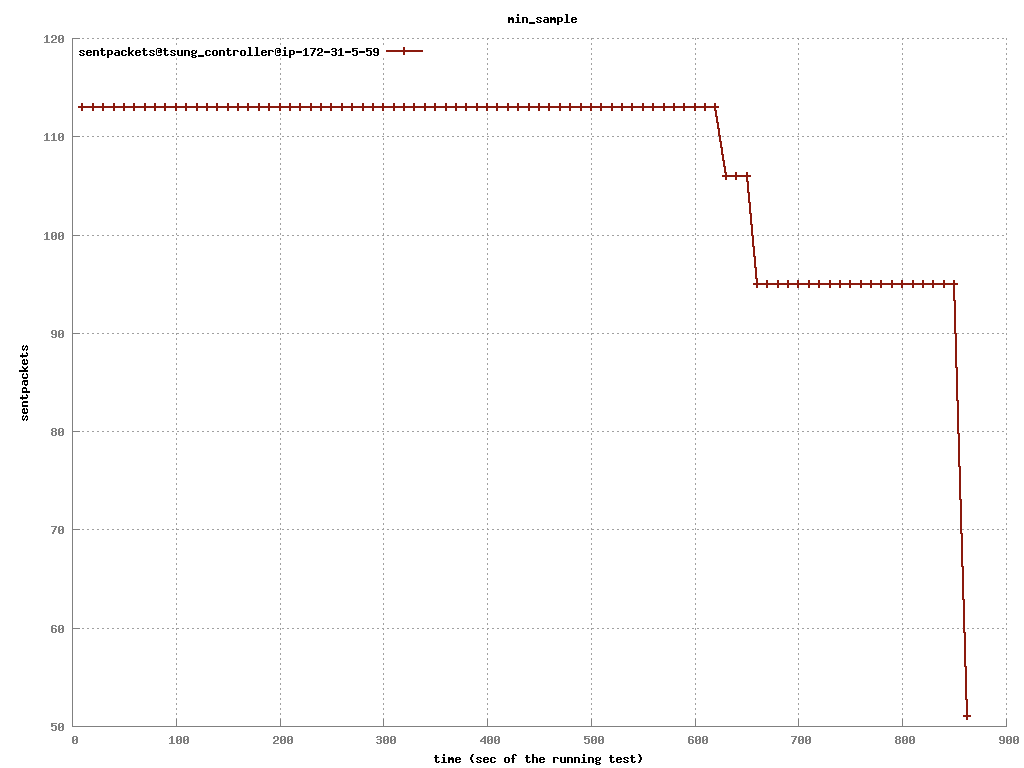 min_sample
sentpackets@tsung_controller@ip-172-31-5-59
120
110
100
90
80
70
60
50
sentpackets
0 100 200 300 400 500 600 700 800 900
time (sec of the running test)